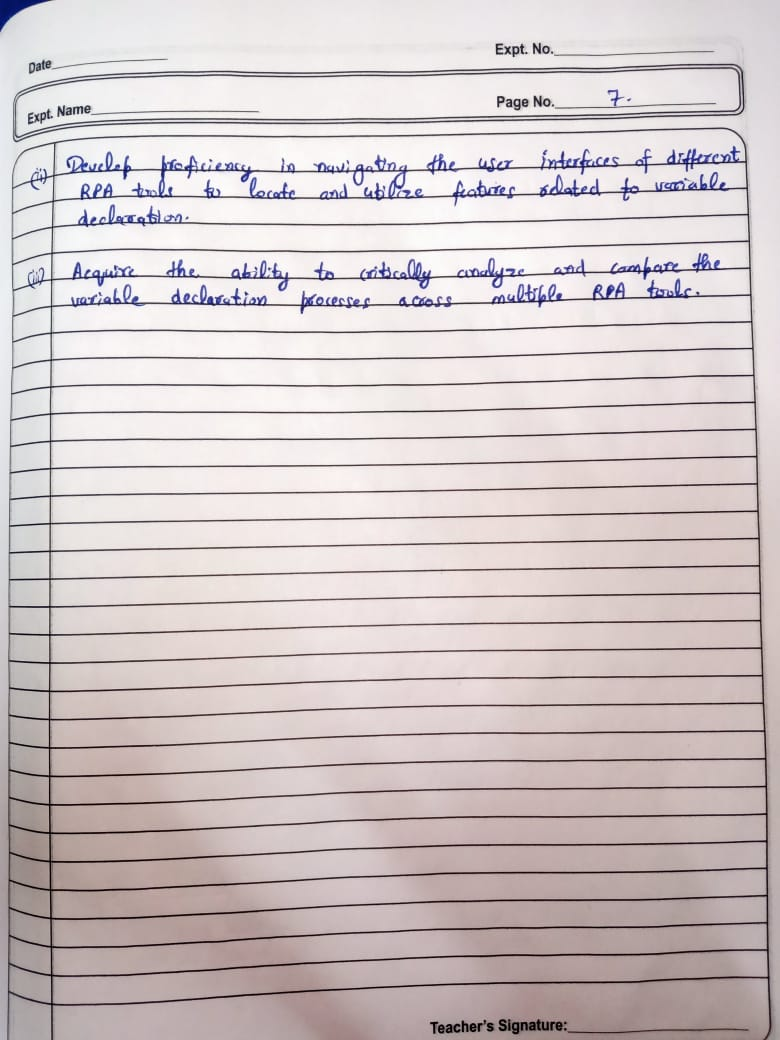 Date
Expt. No.
Expt. Name
Page No. 7.
(ii) Develop proficiency in navigating the user interfaces of different
RPA tools to locate and utilize features related to variable
declaration.
(iii) Acquire the ability to critically analyze and compare the
variable declaration processes across multiple RPA tools.
Teacher's Signature: